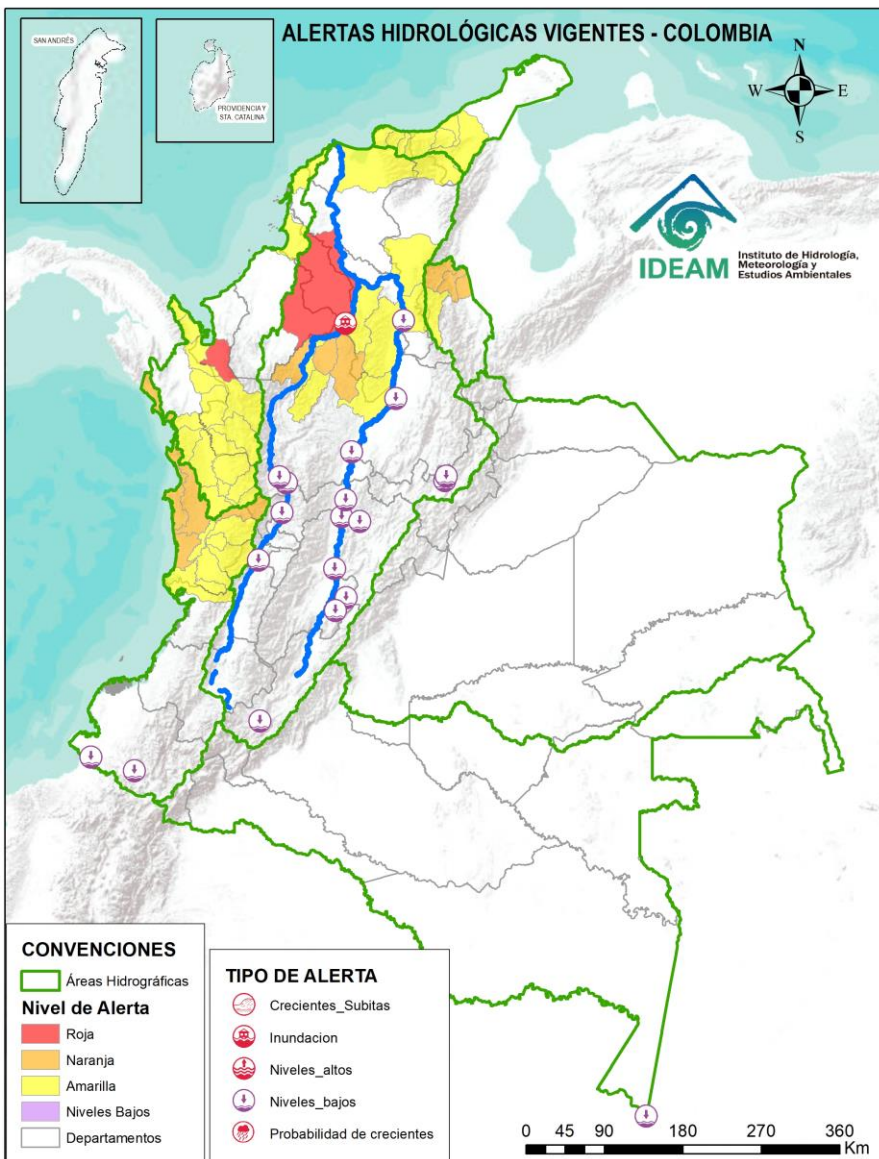 ALERTAS HIDROLÓGICAS VIGENTES - COLOMBIA
SAN ANDRÉS
PROVIDENCIA Y
STA. CATALINA
N
W
E
S
IDEAM
Instituto de Hidrología,
Meteorología y
Estudios Ambientales
CONVENCIONES
Áreas Hidrográficas
Nivel de Alerta
Roja
Naranja
Amarilla
Niveles Bajos
Departamentos
TIPO DE ALERTA
Crecientes_Subitas
Inundacion
Niveles_altos
Niveles_bajos
Probabilidad de crecientes
0 45 90 180 270 360
Km